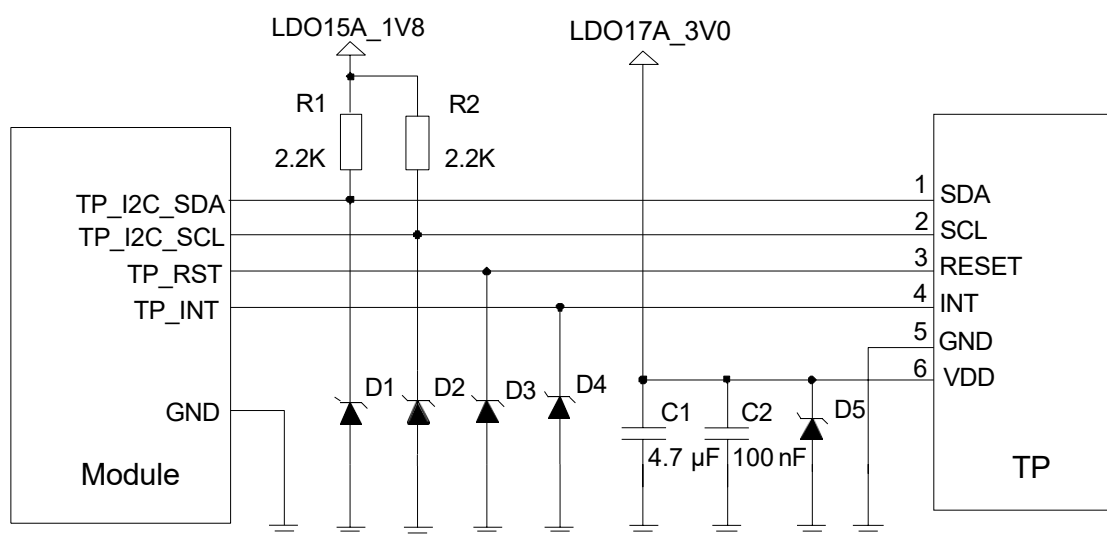 LDO15A_1V8
LDO17A_3V0
R1
R2
2.2K
2.2K
TP_I2C_SDA
TP_I2C_SCL
TP_RST
TP_INT
GND
Module
1
SDA
2
SCL
3
RESET
4
INT
5
GND
6
VDD
TP
D1
D2
D3
D4
C1
C2
D5
4.7 µF
100 nF